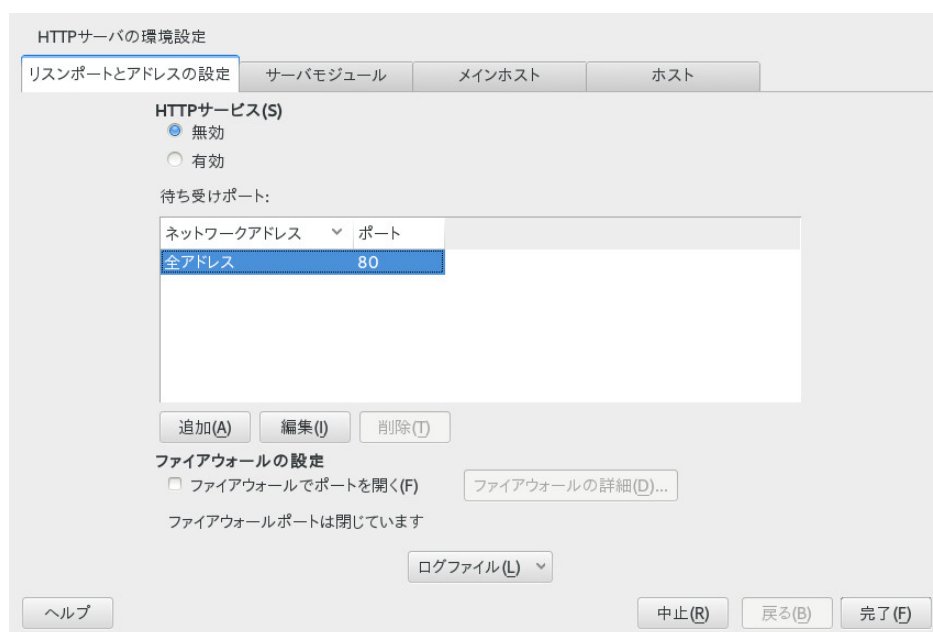 HTTPサーバの環境設定
リスンポートとアドレスの設定 サーバモジュール メインホスト ホスト
HTTPサービス(S)
無効
有効
待ち受けポート:
ネットワークアドレス ポート
全アドレス 80
追加(A) 編集(I) 削除(T)
ファイアウォールの設定
ファイアウォールでポートを開く(F) ファイアウォールの詳細(D)...
ファイアウォールポートは閉じています
ログファイル(L)
ヘルプ 中止(R) 戻る(B) 完了(F)